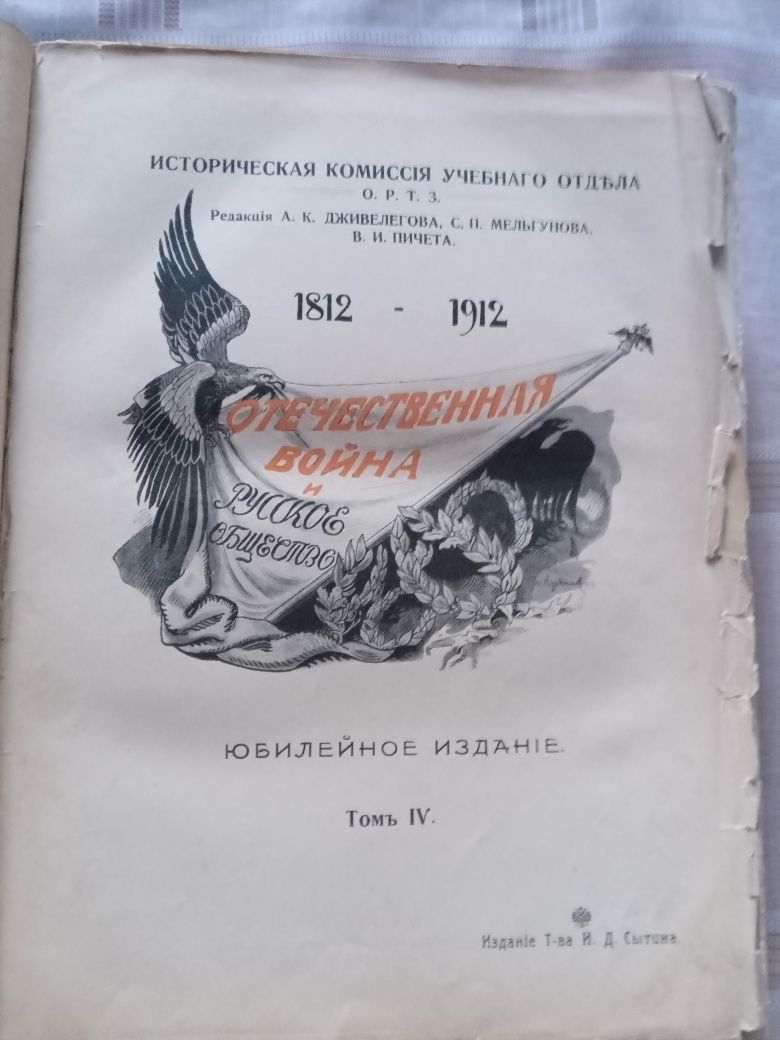 ИСТОРИЧЕСКАЯ КОМИССІЯ УЧЕБНАГО ОТДѢЛА
О. Р. Т. З.
Редакція А. К. ДЖИВЕЛЕГОВА, С. П. МЕЛЬГУНОВА,
В. И. ПИЧЕТА.
1812 - 1912
ОТЕЧЕСТВЕННАЯ
ВОЙНА
И
РУССКОЕ
ОБЩЕСТВО
ЮБИЛЕЙНОЕ ИЗДАНІЕ.
Томъ IV.
Изданіе Т-ва И. Д. Сытина.